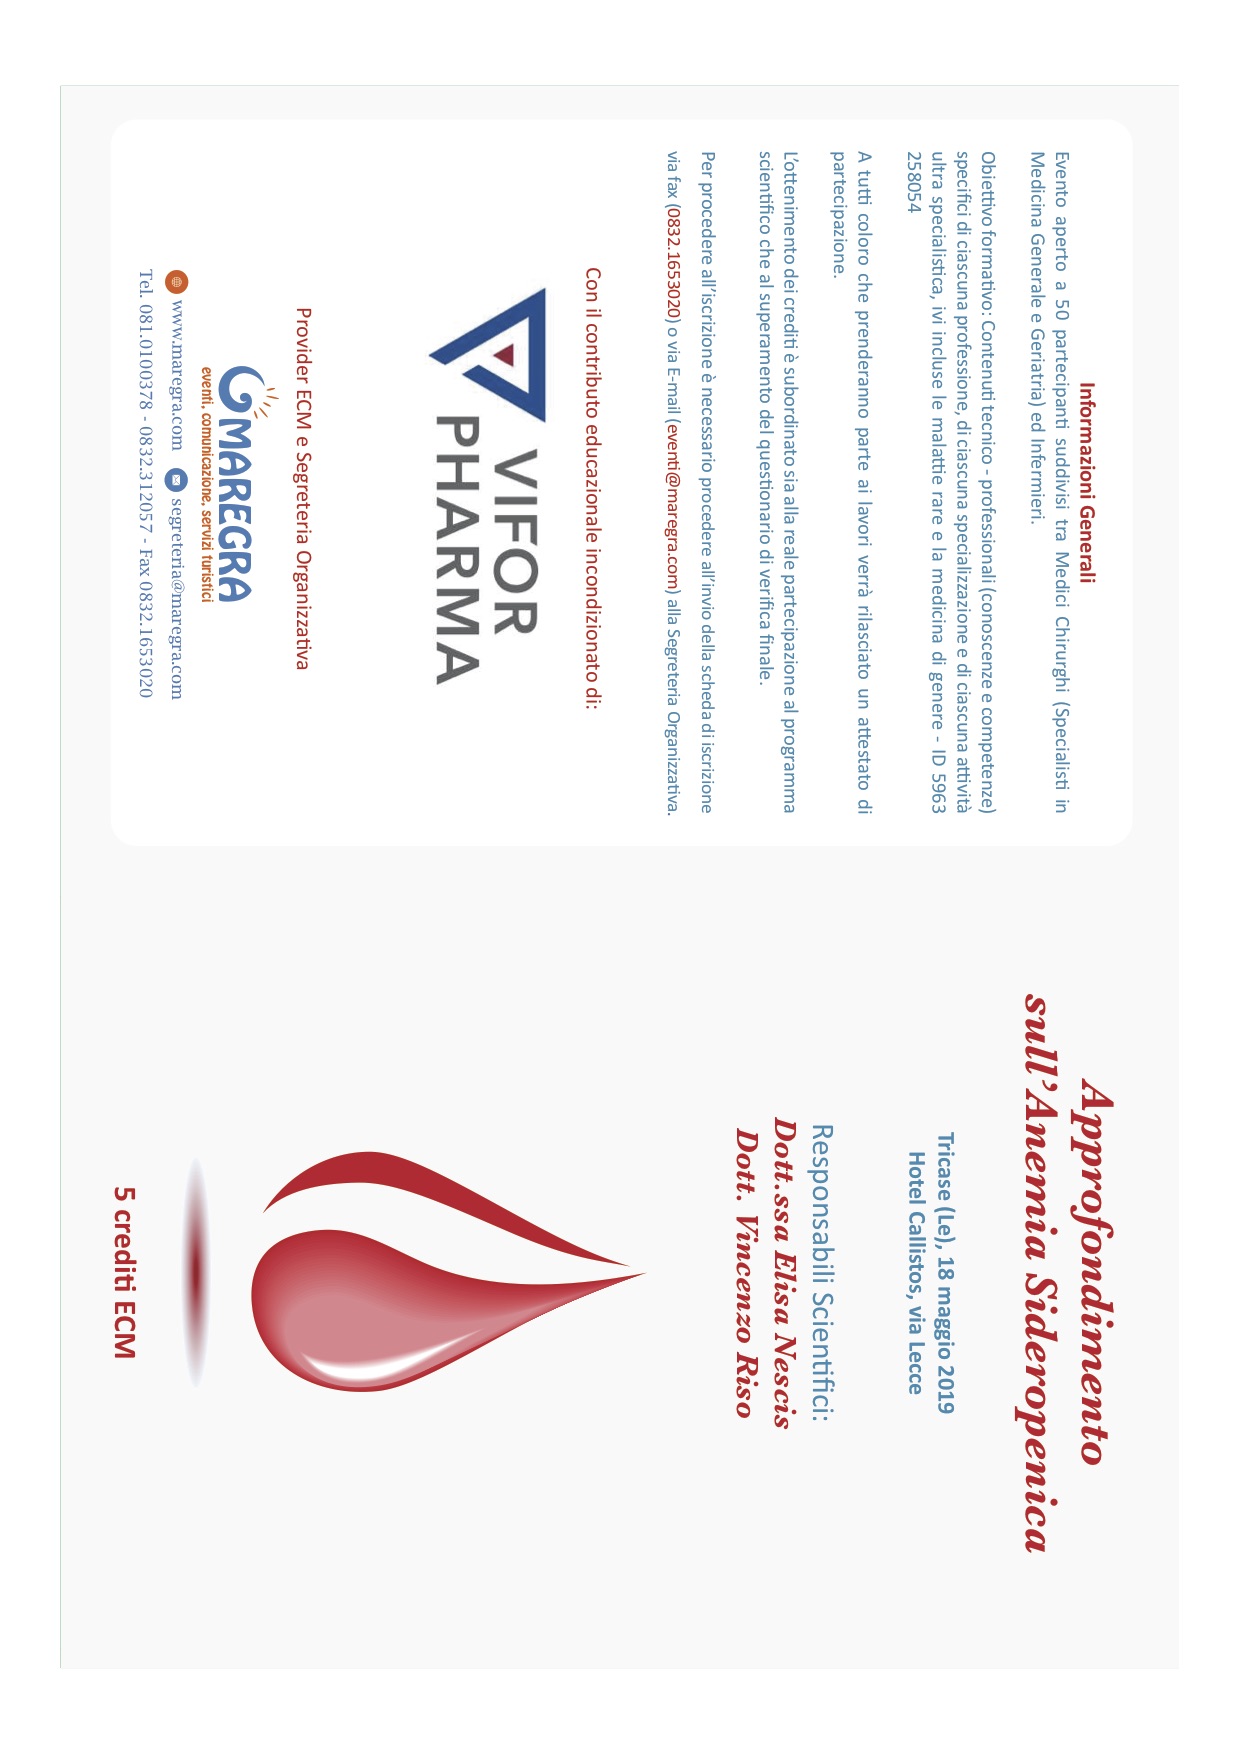 Informazioni Generali
Evento aperto a 50 partecipanti suddivisi tra Medici Chirurghi (Specialisti in
Medicina Generale e Geriatria) ed Infermieri.
Obiettivo formativo: Contenuti tecnico - professionali (conoscenze e competenze)
specifici di ciascuna professione, di ciascuna specializzazione e di ciascuna attività
ultra specialistica, ivi incluse le malattie rare e la medicina di genere - ID 5963
258054
A tutti coloro che prenderanno parte ai lavori verrà rilasciato un attestato di
partecipazione.
L’ottenimento dei crediti è subordinato sia alla reale partecipazione al programma
scientifico che al superamento del questionario di verifica finale.
Per procedere all’iscrizione è necessario procedere all’invio della scheda di iscrizione
via fax (0832.1653020) o via E-mail (eventi@maregra.com) alla Segreteria Organizzativa.
Con il contributo educazionale incondizionato di:
VIFOR
PHARMA
Provider ECM e Segreteria Organizzativa
MAREGRA
eventi, comunicazione, servizi turistici
www.maregra.com segreteria@maregra.com
Tel. 081.0100378 - 0832.312057 - Fax 0832.1653020
Approfondimento
sull’Anemia Sideropenica
Tricase (Le), 18 maggio 2019
Hotel Callistos, via Lecce
Responsabili Scientifici:
Dott.ssa Elisa Nescis
Dott. Vincenzo Riso
5 crediti ECM